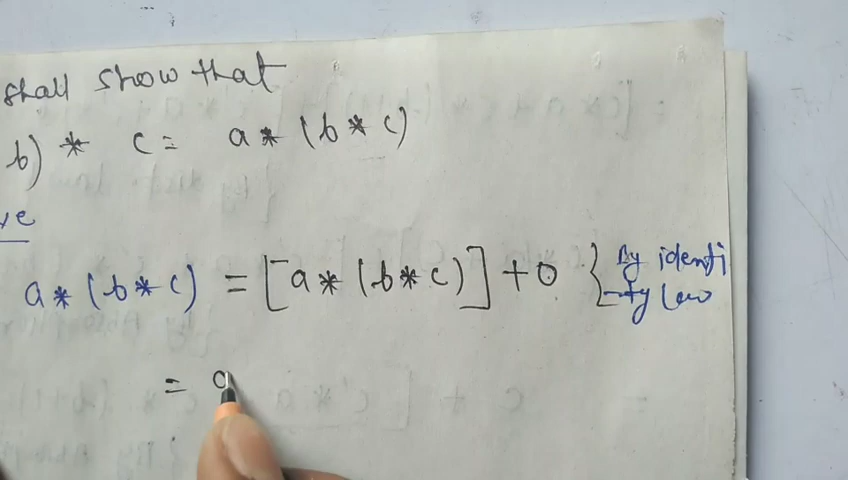 shall show that
b) * c = a * (b * c)
ve
a * (b * c) = [a * (b * c)] + 0 { By identi
-ty law
= a